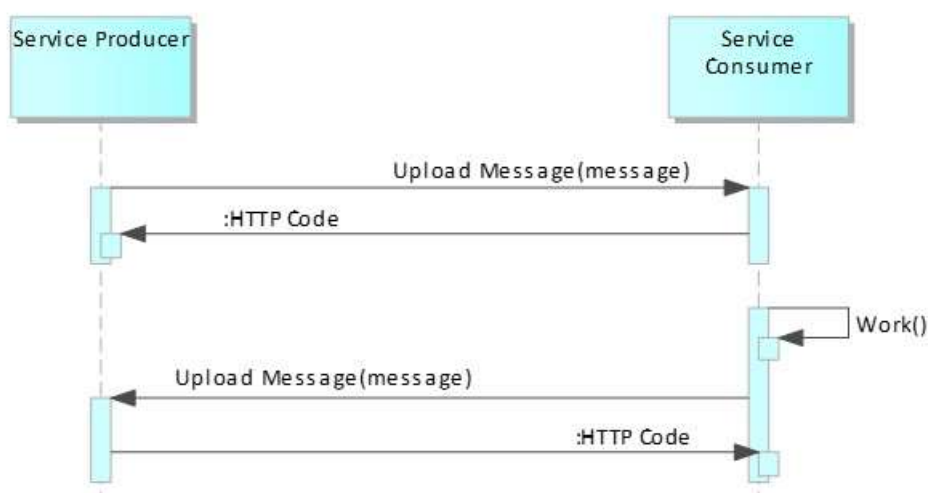 Service Producer
Service
Consumer
Upload Message(message)
:HTTP Code
Work()
Upload Message(message)
:HTTP Code